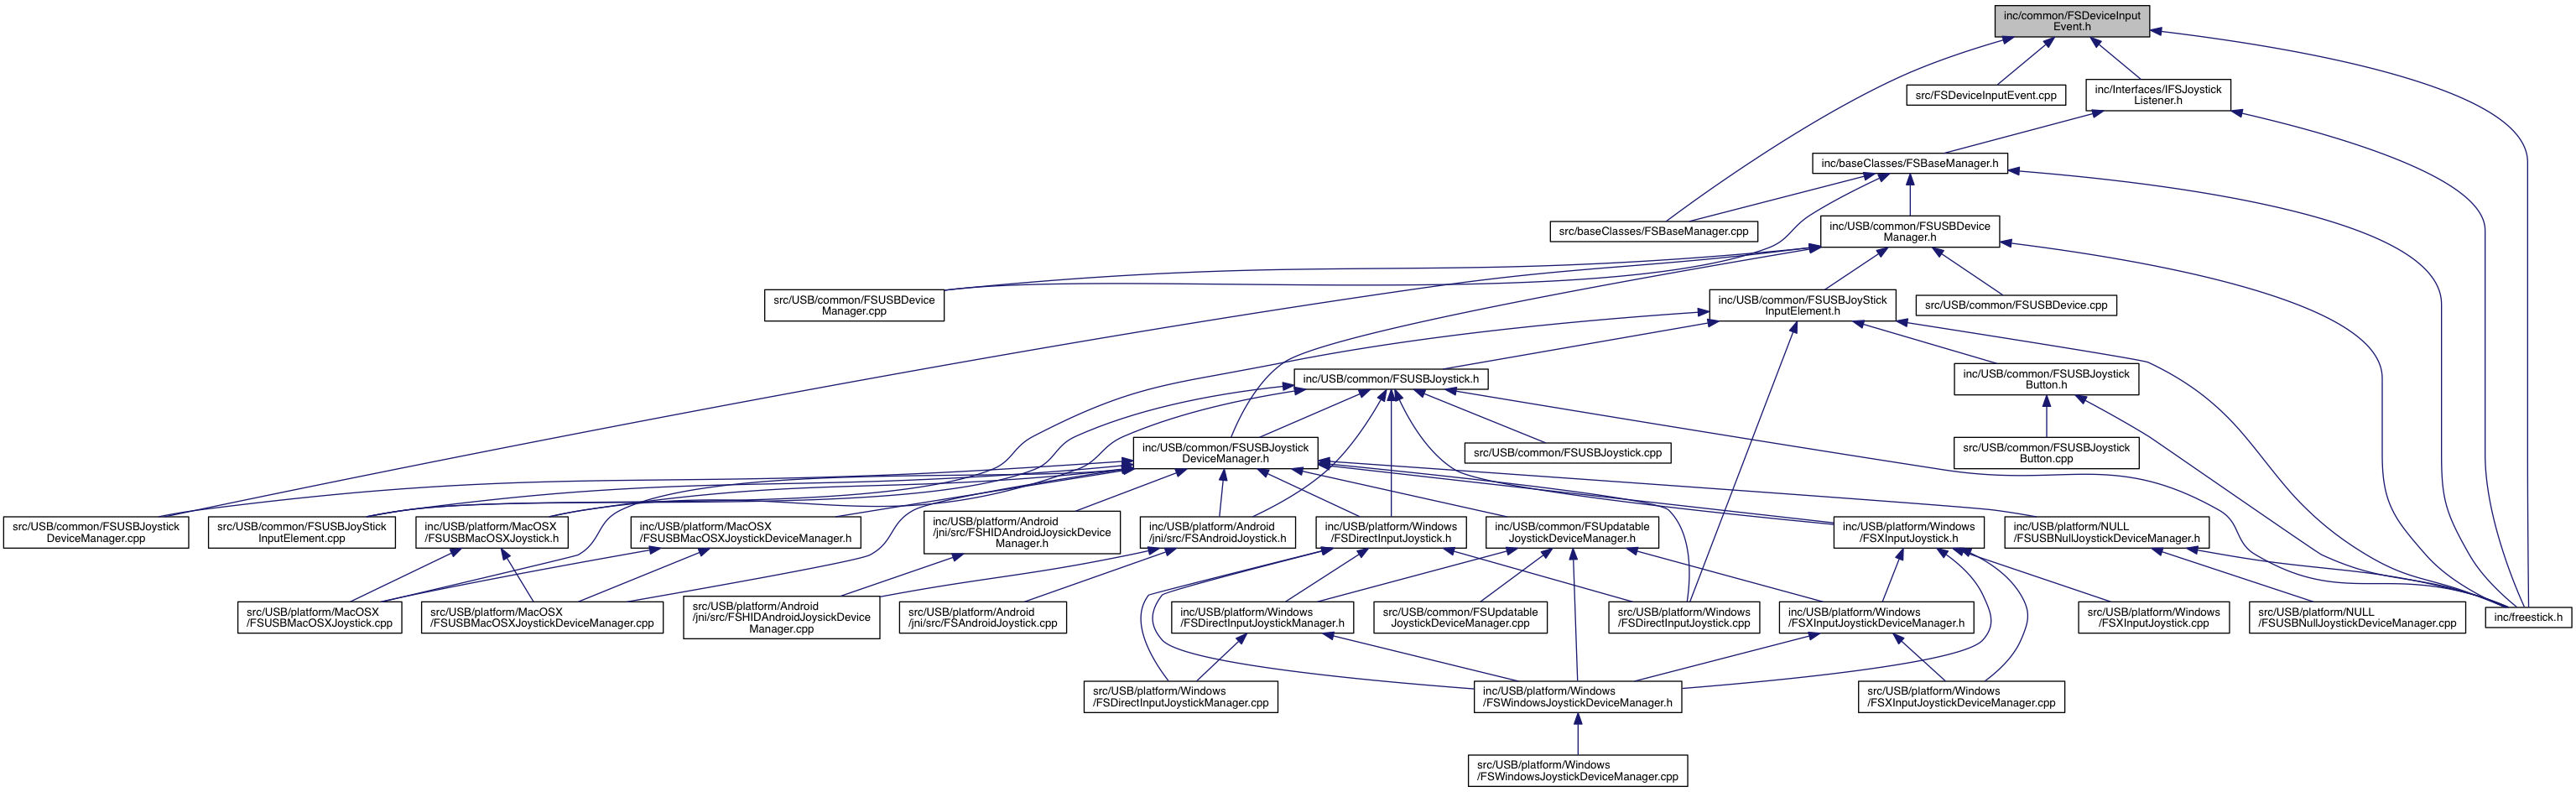 inc/common/FSDeviceInput
Event.h
src/FSDeviceInputEvent.cpp
inc/Interfaces/IFSJoystick
Listener.h
inc/baseClasses/FSBaseManager.h
src/baseClasses/FSBaseManager.cpp
inc/USB/common/FSUSBDevice
Manager.h
src/USB/common/FSUSBDevice
Manager.cpp
inc/USB/common/FSUSBJoyStick
InputElement.h
src/USB/common/FSUSBDevice.cpp
inc/USB/common/FSUSBJoystick.h
inc/USB/common/FSUSBJoystick
Button.h
inc/USB/common/FSUSBJoystick
DeviceManager.h
src/USB/common/FSUSBJoystick.cpp
src/USB/common/FSUSBJoystick
Button.cpp
src/USB/common/FSUSBJoystick
DeviceManager.cpp
src/USB/common/FSUSBJoyStick
InputElement.cpp
inc/USB/platform/MacOSX
/FSUSBMacOSXJoystick.h
inc/USB/platform/MacOSX
/FSUSBMacOSXJoystickDeviceManager.h
inc/USB/platform/Android
/jni/src/FSHIDAndroidJoysickDevice
Manager.h
inc/USB/platform/Android
/jni/src/FSAndroidJoystick.h
inc/USB/platform/Windows
/FSDirectInputJoystick.h
inc/USB/common/FSUpdatable
JoystickDeviceManager.h
inc/USB/platform/Windows
/FSXInputJoystick.h
inc/USB/platform/NULL
/FSUSBNullJoystickDeviceManager.h
src/USB/platform/MacOSX
/FSUSBMacOSXJoystick.cpp
src/USB/platform/MacOSX
/FSUSBMacOSXJoystickDeviceManager.cpp
src/USB/platform/Android
/jni/src/FSHIDAndroidJoysickDevice
Manager.cpp
src/USB/platform/Android
/jni/src/FSAndroidJoystick.cpp
inc/USB/platform/Windows
/FSDirectInputJoystickManager.h
src/USB/common/FSUpdatable
JoystickDeviceManager.cpp
src/USB/platform/Windows
/FSDirectInputJoystick.cpp
inc/USB/platform/Windows
/FSXInputJoystickDeviceManager.h
src/USB/platform/Windows
/FSXInputJoystick.cpp
src/USB/platform/NULL
/FSUSBNullJoystickDeviceManager.cpp
inc/freestick.h
src/USB/platform/Windows
/FSDirectInputJoystickManager.cpp
inc/USB/platform/Windows
/FSWindowsJoystickDeviceManager.h
src/USB/platform/Windows
/FSXInputJoystickDeviceManager.cpp
src/USB/platform/Windows
/FSWindowsJoystickDeviceManager.cpp